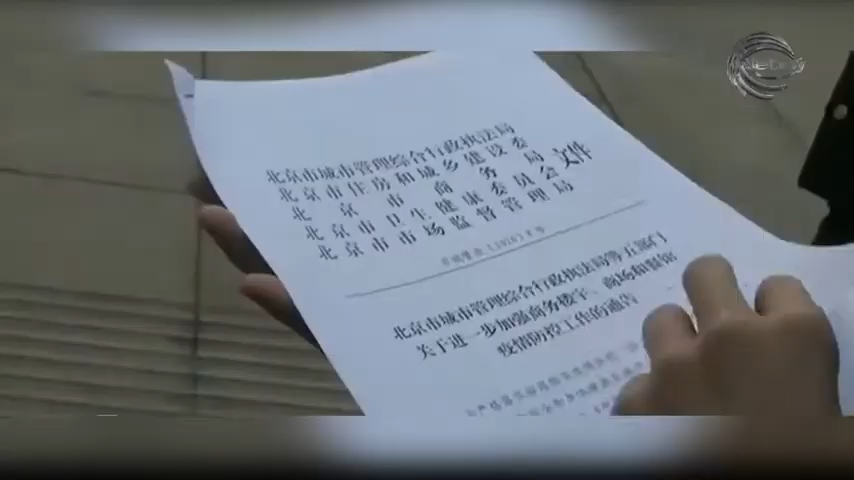 北京市城市管理综合行政执法局
北京市住房和城乡建设委
北京市商务局
文件
北京市卫生健康委员会
北京市市场监督管理局
北京市城市管理综合行政执法局等五部门
关于进一步加强商务楼宇、商场和餐馆
疫情防控工作的通告